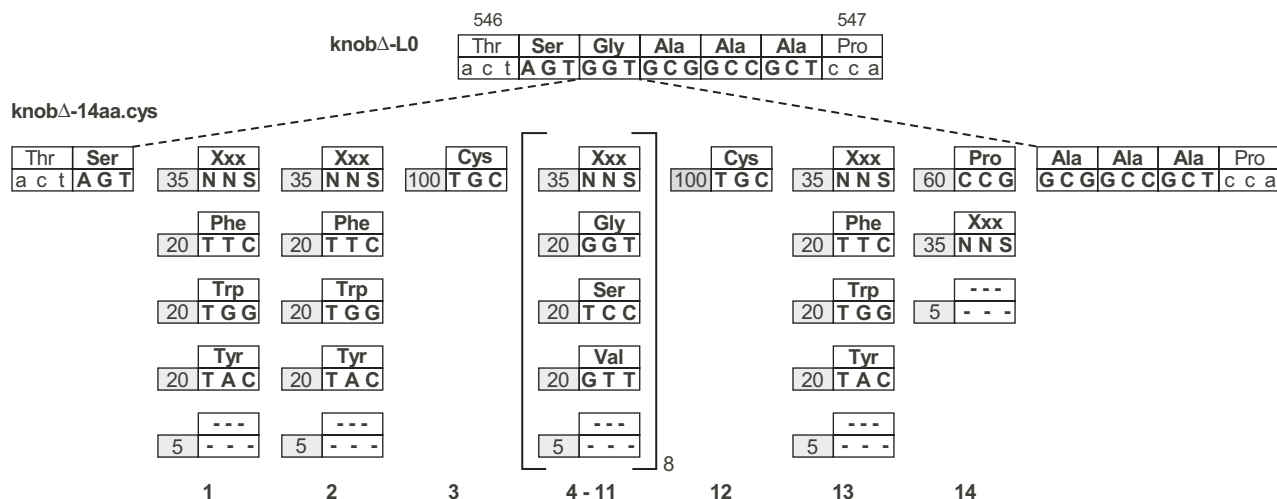 546 547
knobΔ-L0 Thr Ser Gly Ala Ala Ala Pro
a c t A G T G G T G C G G C C G C T c c a
knobΔ-14aa.cys
Thr Ser Xxx Xxx Cys Xxx Cys Xxx Pro Ala Ala Ala Pro
a c t A G T 35 N N S 35 N N S 100 T G C 35 N N S 100 T G C 35 N N S 60 C C G G C G G C C G C T c c a
Phe Phe Gly Phe Xxx
20 T T C 20 T T C 20 G G T 20 T T C 35 N N S
Trp Trp Ser Trp - - -
20 T G G 20 T G G 20 T C C 20 T G G 5 - - -
Tyr Tyr Val Tyr
20 T A C 20 T A C 20 G T T 20 T A C
- - - - - - - - - - - -
5 - - - 5 - - - 5 - - - 5 - - -
8
1 2 3 4 - 11 12 13 14